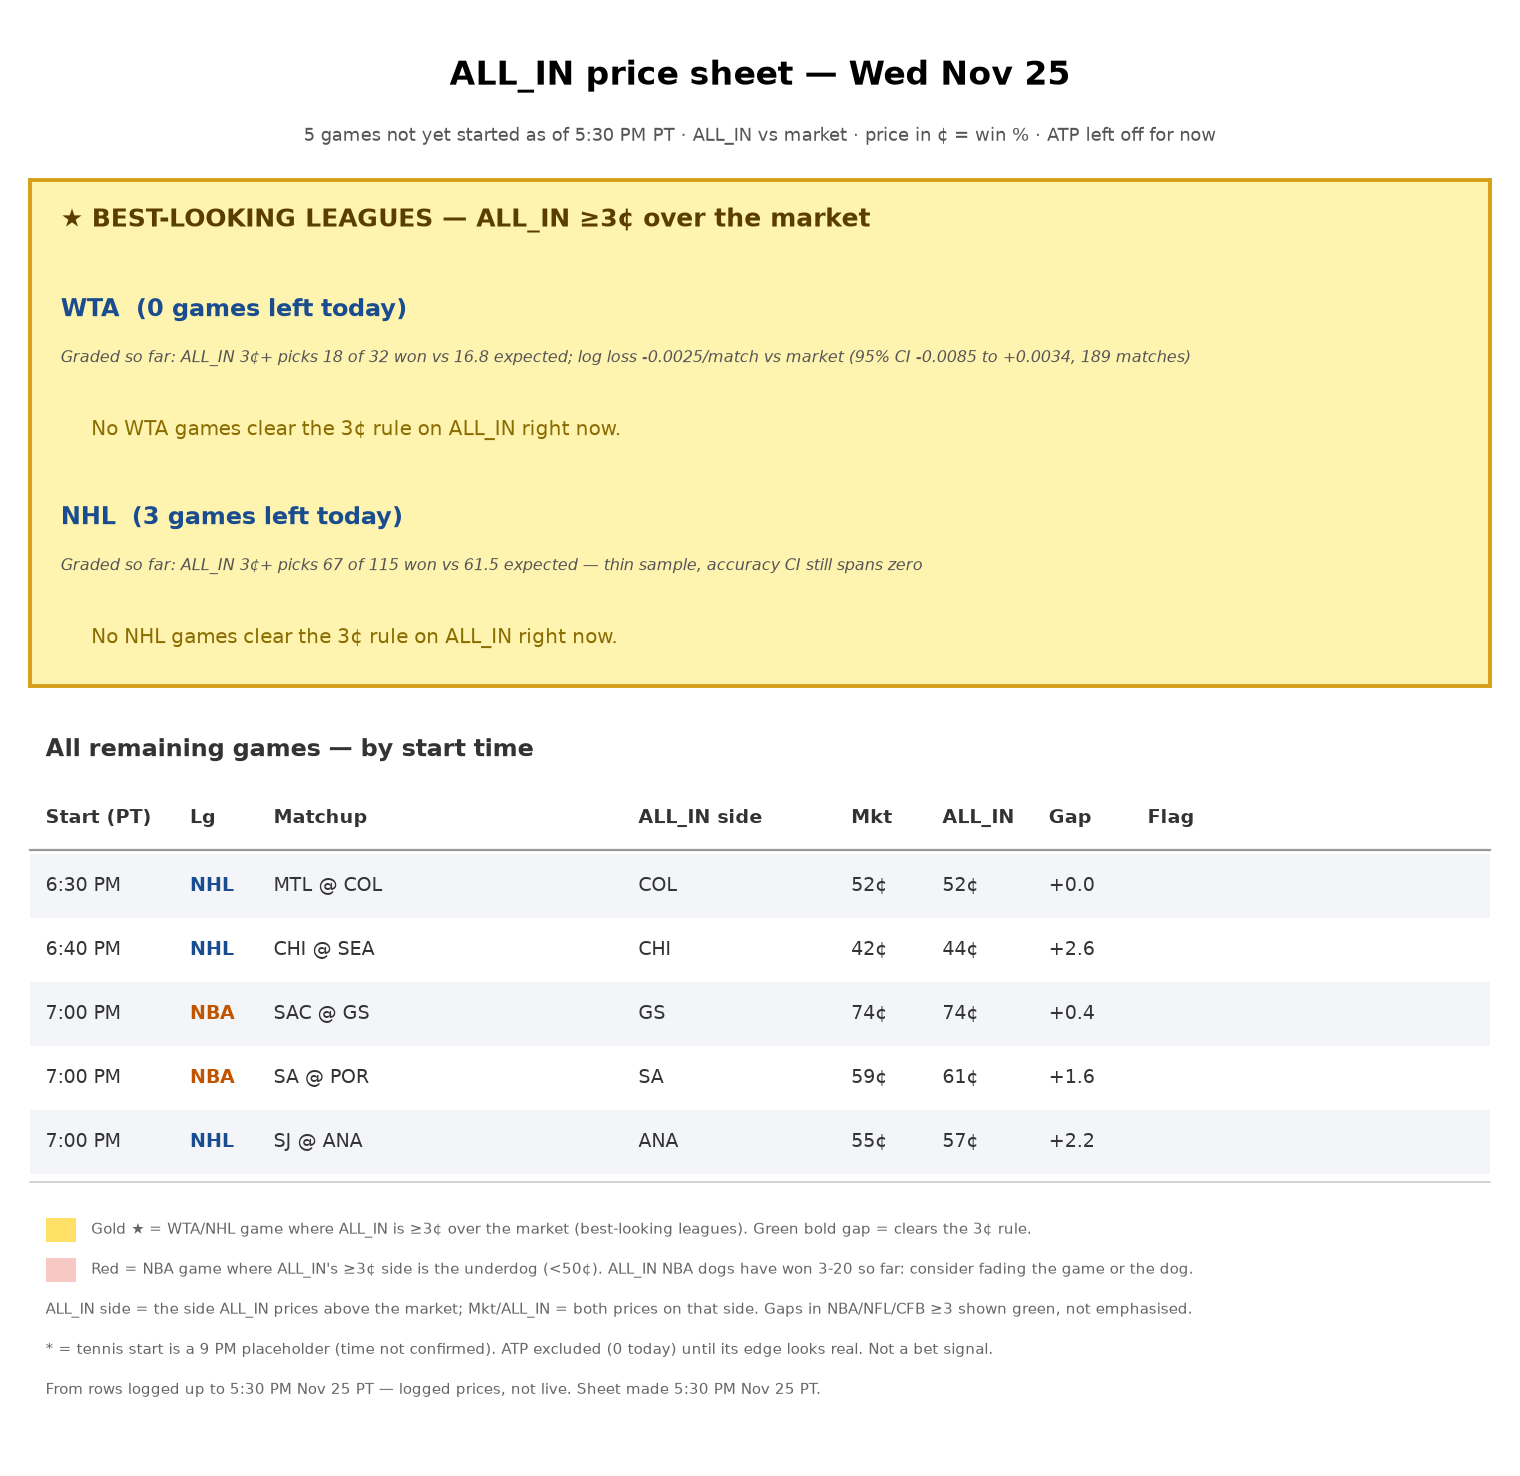 ALL_IN price sheet — Wed Nov 25
5 games not yet started as of 5:30 PM PT · ALL_IN vs market · price in ¢ = win % · ATP left off for now
★ BEST-LOOKING LEAGUES — ALL_IN ≥3¢ over the market
WTA (0 games left today)
Graded so far: ALL_IN 3¢+ picks 18 of 32 won vs 16.8 expected; log loss -0.0025/match vs market (95% CI -0.0085 to +0.0034, 189 matches)
No WTA games clear the 3¢ rule on ALL_IN right now.
NHL (3 games left today)
Graded so far: ALL_IN 3¢+ picks 67 of 115 won vs 61.5 expected — thin sample, accuracy CI still spans zero
No NHL games clear the 3¢ rule on ALL_IN right now.
All remaining games — by start time
Start (PT) Lg Matchup ALL_IN side Mkt ALL_IN Gap Flag
6:30 PM NHL MTL @ COL COL 52¢ 52¢ +0.0
6:40 PM NHL CHI @ SEA CHI 42¢ 44¢ +2.6
7:00 PM NBA SAC @ GS GS 74¢ 74¢ +0.4
7:00 PM NBA SA @ POR SA 59¢ 61¢ +1.6
7:00 PM NHL SJ @ ANA ANA 55¢ 57¢ +2.2
Gold ★ = WTA/NHL game where ALL_IN is ≥3¢ over the market (best-looking leagues). Green bold gap = clears the 3¢ rule.
Red = NBA game where ALL_IN's ≥3¢ side is the underdog (<50¢). ALL_IN NBA dogs have won 3-20 so far: consider fading the game or the dog.
ALL_IN side = the side ALL_IN prices above the market; Mkt/ALL_IN = both prices on that side. Gaps in NBA/NFL/CFB ≥3 shown green, not emphasised.
* = tennis start is a 9 PM placeholder (time not confirmed). ATP excluded (0 today) until its edge looks real. Not a bet signal.
From rows logged up to 5:30 PM Nov 25 PT — logged prices, not live. Sheet made 5:30 PM Nov 25 PT.